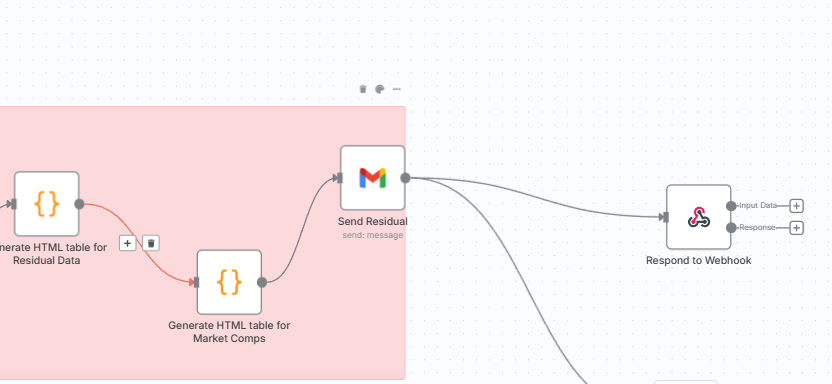 Send Residual
send: message
nerate HTML table for
Residual Data
Generate HTML table for
Market Comps
Input Data
Response
Respond to Webhook